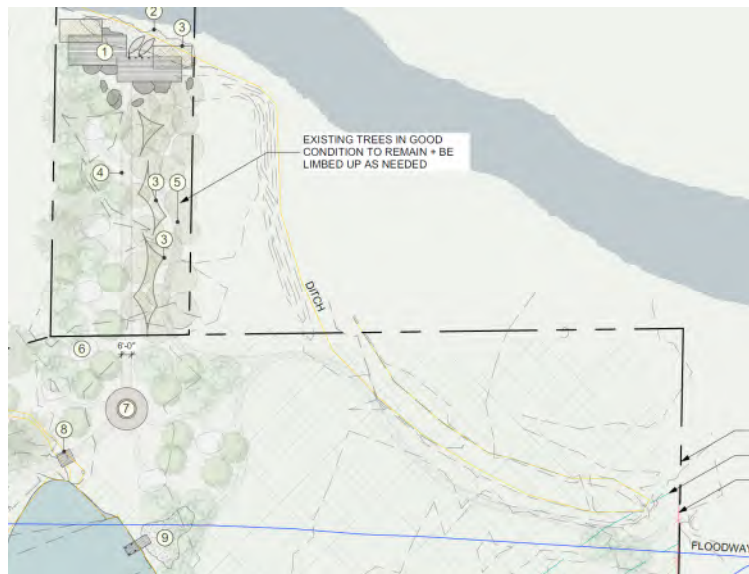 2
3
1
EXISTING TREES IN GOOD
CONDITION TO REMAIN + BE
LIMBED UP AS NEEDED
4
3
5
3
DITCH
6
6'-0"
7
8
9
FLOODWAY